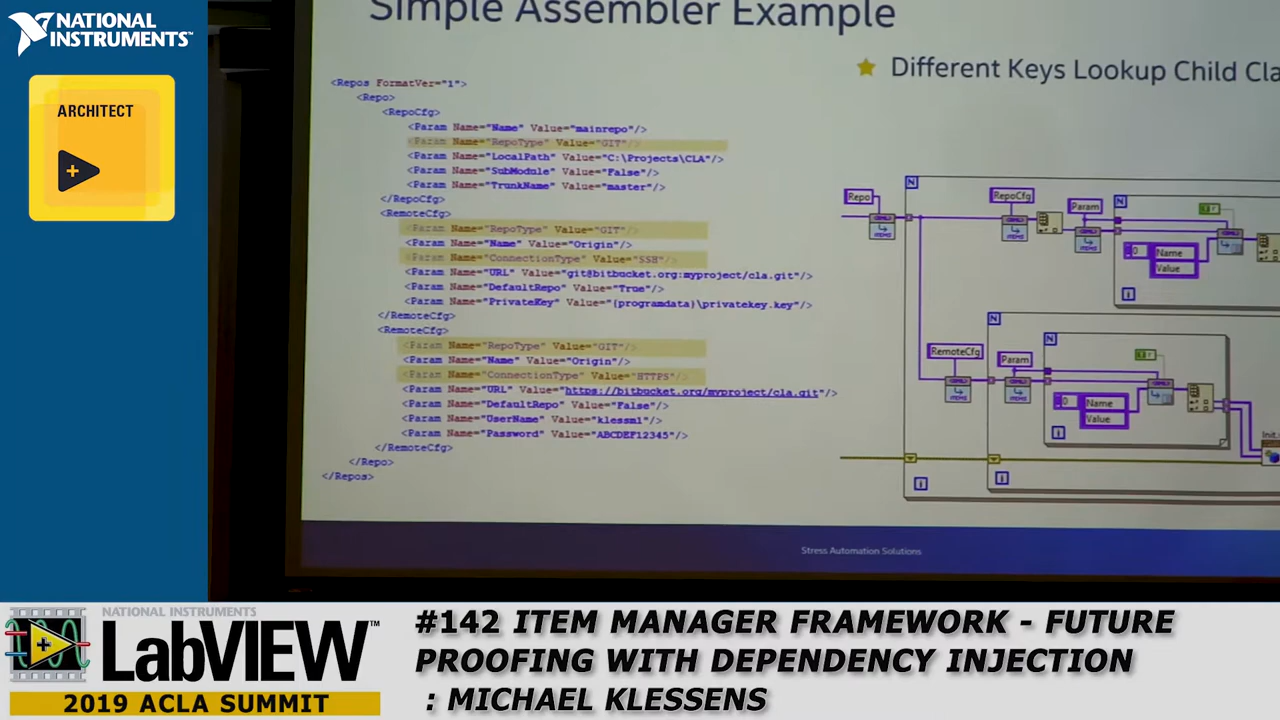 NATIONAL
INSTRUMENTS™
ARCHITECT
Simple Assembler Example
Different Keys Lookup Child Cla
<Repos FormatVer="1">
<Repo>
<RepoCfg>
<Param Name="Name" Value="mainrepo"/>
<Param Name="RepoType" Value="GIT"/>
<Param Name="LocalPath" Value="C:\Projects\CLA"/>
<Param Name="SubModule" Value="False"/>
<Param Name="TrunkName" Value="master"/>
</RepoCfg>
<RemoteCfg>
<Param Name="RepoType" Value="GIT"/>
<Param Name="Name" Value="Origin"/>
<Param Name="ConnectionType" Value="SSH"/>
<Param Name="URL" Value="git@bitbucket.org:myproject/cla.git"/>
<Param Name="DefaultRepo" Value="True"/>
<Param Name="PrivateKey" Value="{programdata}\privatekey.key"/>
</RemoteCfg>
<RemoteCfg>
<Param Name="RepoType" Value="GIT"/>
<Param Name="Name" Value="Origin"/>
<Param Name="ConnectionType" Value="HTTPS"/>
<Param Name="URL" Value="https://bitbucket.org/myproject/cla.git"/>
<Param Name="DefaultRepo" Value="False"/>
<Param Name="UserName" Value="klessm1"/>
<Param Name="Password" Value="ABCDEF12345"/>
</RemoteCfg>
</Repo>
</Repos>
N
Repo
RepoCfg
Param
N
0
Name
Value
i
N
RemoteCfg
Param
N
0
Name
Value
i
i
i
Init.
Stress Automation Solutions
NATIONAL INSTRUMENTS
LabVIEW™
2019 ACLA SUMMIT
#142 ITEM MANAGER FRAMEWORK - FUTURE
PROOFING WITH DEPENDENCY INJECTION
: MICHAEL KLESSENS